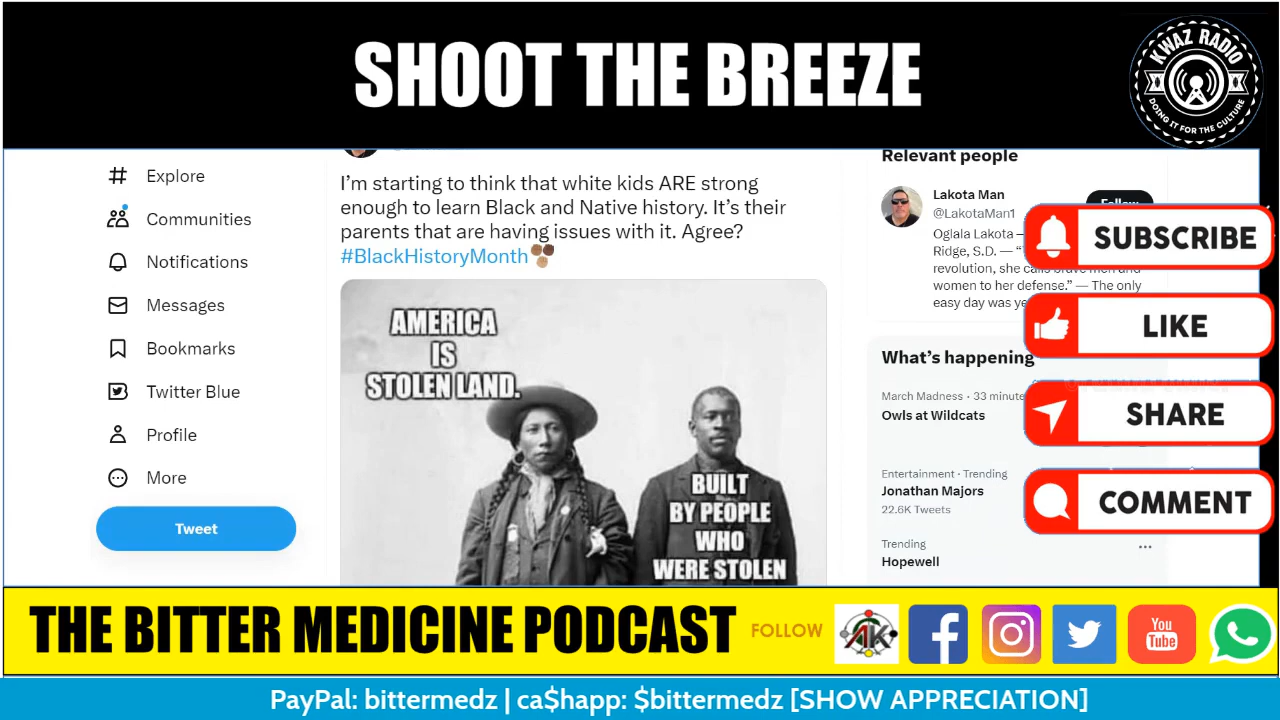 SHOOT THE BREEZE
KWAZ RADIO
DOING IT FOR THE CULTURE
Explore
Communities
Notifications
Messages
Bookmarks
Twitter Blue
Profile
More
Tweet
I'm starting to think that white kids ARE strong
enough to learn Black and Native history. It's their
parents that are having issues with it. Agree?
#BlackHistoryMonth
AMERICA
IS
STOLEN LAND.
BUILT
BY PEOPLE
WHO
WERE STOLEN
Relevant people
Lakota Man
@LakotaMan1
Follow
Oglala Lakota –
Ridge, S.D. — “
revolution, she calls brave men and
women to her defense.” — The only
easy day was ye
What's happening
March Madness · 33 minute
Owls at Wildcats
Entertainment · Trending
Jonathan Majors
22.6K Tweets
Trending
Hopewell
SUBSCRIBE
LIKE
SHARE
COMMENT
THE BITTER MEDICINE PODCAST
FOLLOW
You
Tube
PayPal: bittermedz | ca$happ: $bittermedz [SHOW APPRECIATION]